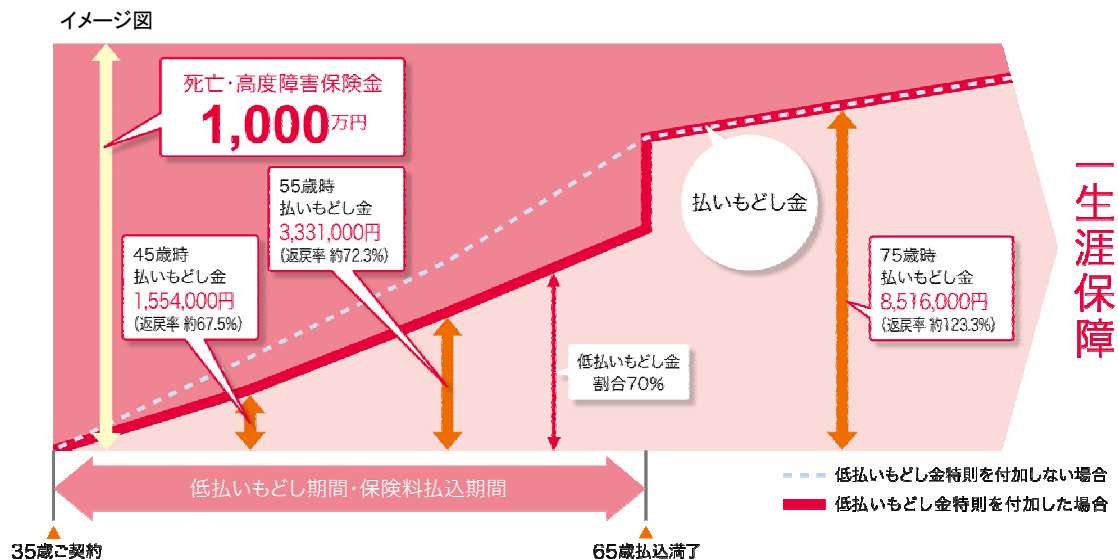 イメージ図
死亡・高度障害保険金
1,000万円
55歳時
払いもどし金
3,331,000円
(返戻率 約72.3%)
45歳時
払いもどし金
1,554,000円
(返戻率 約67.5%)
払いもどし金
75歳時
払いもどし金
8,516,000円
(返戻率 約123.3%)
一生涯保障
低払いもどし金
割合70%
低払いもどし期間・保険料払込期間
低払いもどし金特則を付加しない場合
低払いもどし金特則を付加した場合
35歳ご契約
65歳払込満了